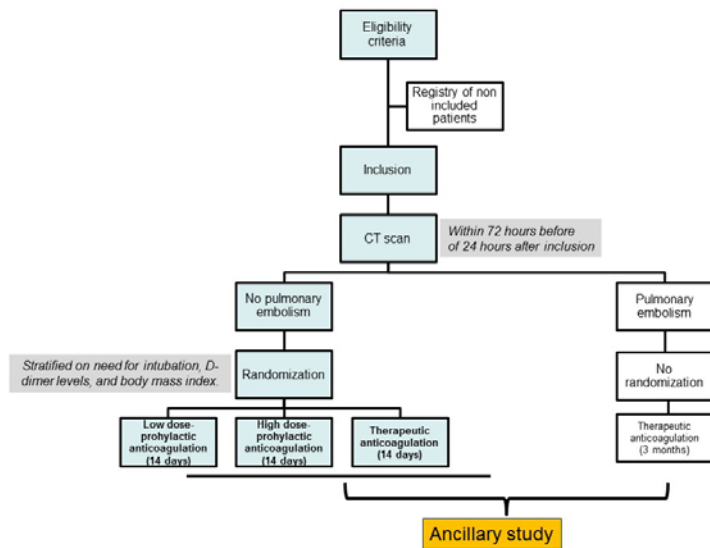 Eligibility
criteria
Registry of non
included
patients
Inclusion
CT scan
Within 72 hours before
of 24 hours after inclusion
No pulmonary
embolism
Pulmonary
embolism
Stratified on need for intubation, D-
dimer levels, and body mass index.
Randomization
No
randomization
Low dose-
prohylactic
anticoagulation
(14 days)
High dose-
prohylactic
anticoagulation
(14 days)
Therapeutic
anticoagulation
(14 days)
Therapeutic
anticoagulation
(3 months)
Ancillary study